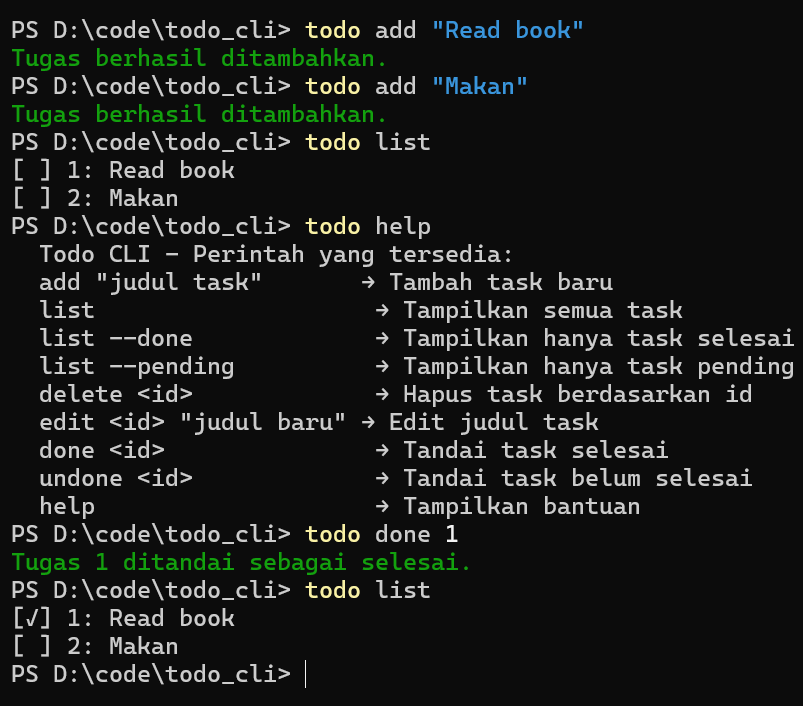 PS D:\code\todo_cli> todo add "Read book"
Tugas berhasil ditambahkan.
PS D:\code\todo_cli> todo add "Makan"
Tugas berhasil ditambahkan.
PS D:\code\todo_cli> todo list
[ ] 1: Read book
[ ] 2: Makan
PS D:\code\todo_cli> todo help
  Todo CLI - Perintah yang tersedia:
  add "judul task"       → Tambah task baru
  list                    → Tampilkan semua task
  list --done             → Tampilkan hanya task selesai
  list --pending          → Tampilkan hanya task pending
  delete <id>             → Hapus task berdasarkan id
  edit <id> "judul baru" → Edit judul task
  done <id>               → Tandai task selesai
  undone <id>             → Tandai task belum selesai
  help                    → Tampilkan bantuan
PS D:\code\todo_cli> todo done 1
Tugas 1 ditandai sebagai selesai.
PS D:\code\todo_cli> todo list
[√] 1: Read book
[ ] 2: Makan
PS D:\code\todo_cli>